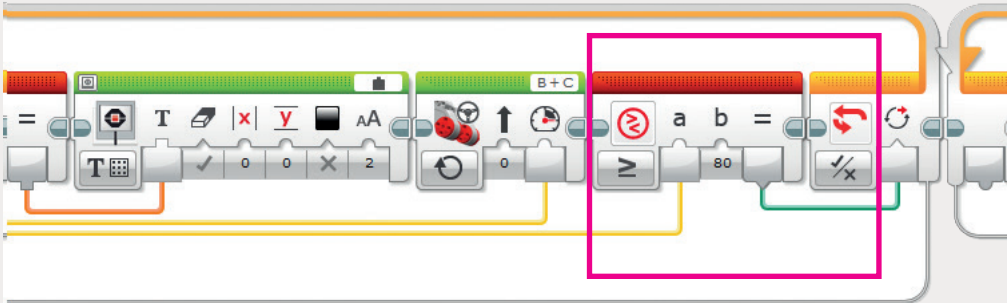 B+C
= T x y AA a b =
T ✓ 0 0 × 2 0 ≥ 80 ✓/×